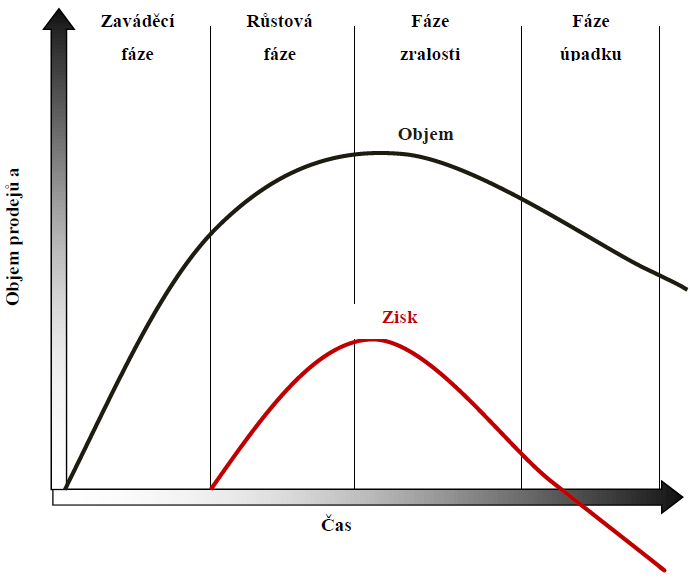 Zaváděcí
fáze
Růstová
fáze
Fáze
zralosti
Fáze
úpadku
Objem
Zisk
Objem prodejů a
Čas